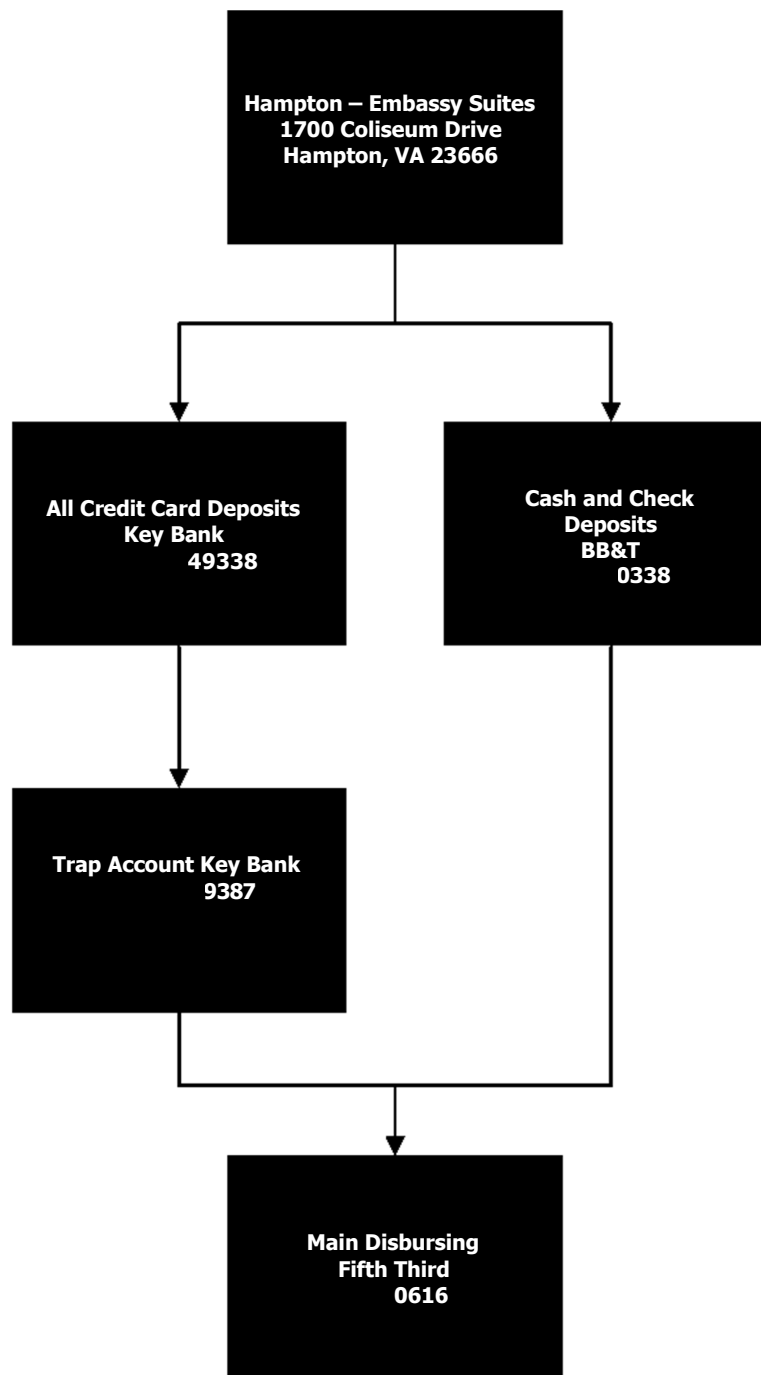 Hampton – Embassy Suites
1700 Coliseum Drive
Hampton, VA 23666
All Credit Card Deposits
Key Bank
49338
Cash and Check
Deposits
BB&T
0338
Trap Account Key Bank
9387
Main Disbursing
Fifth Third
0616